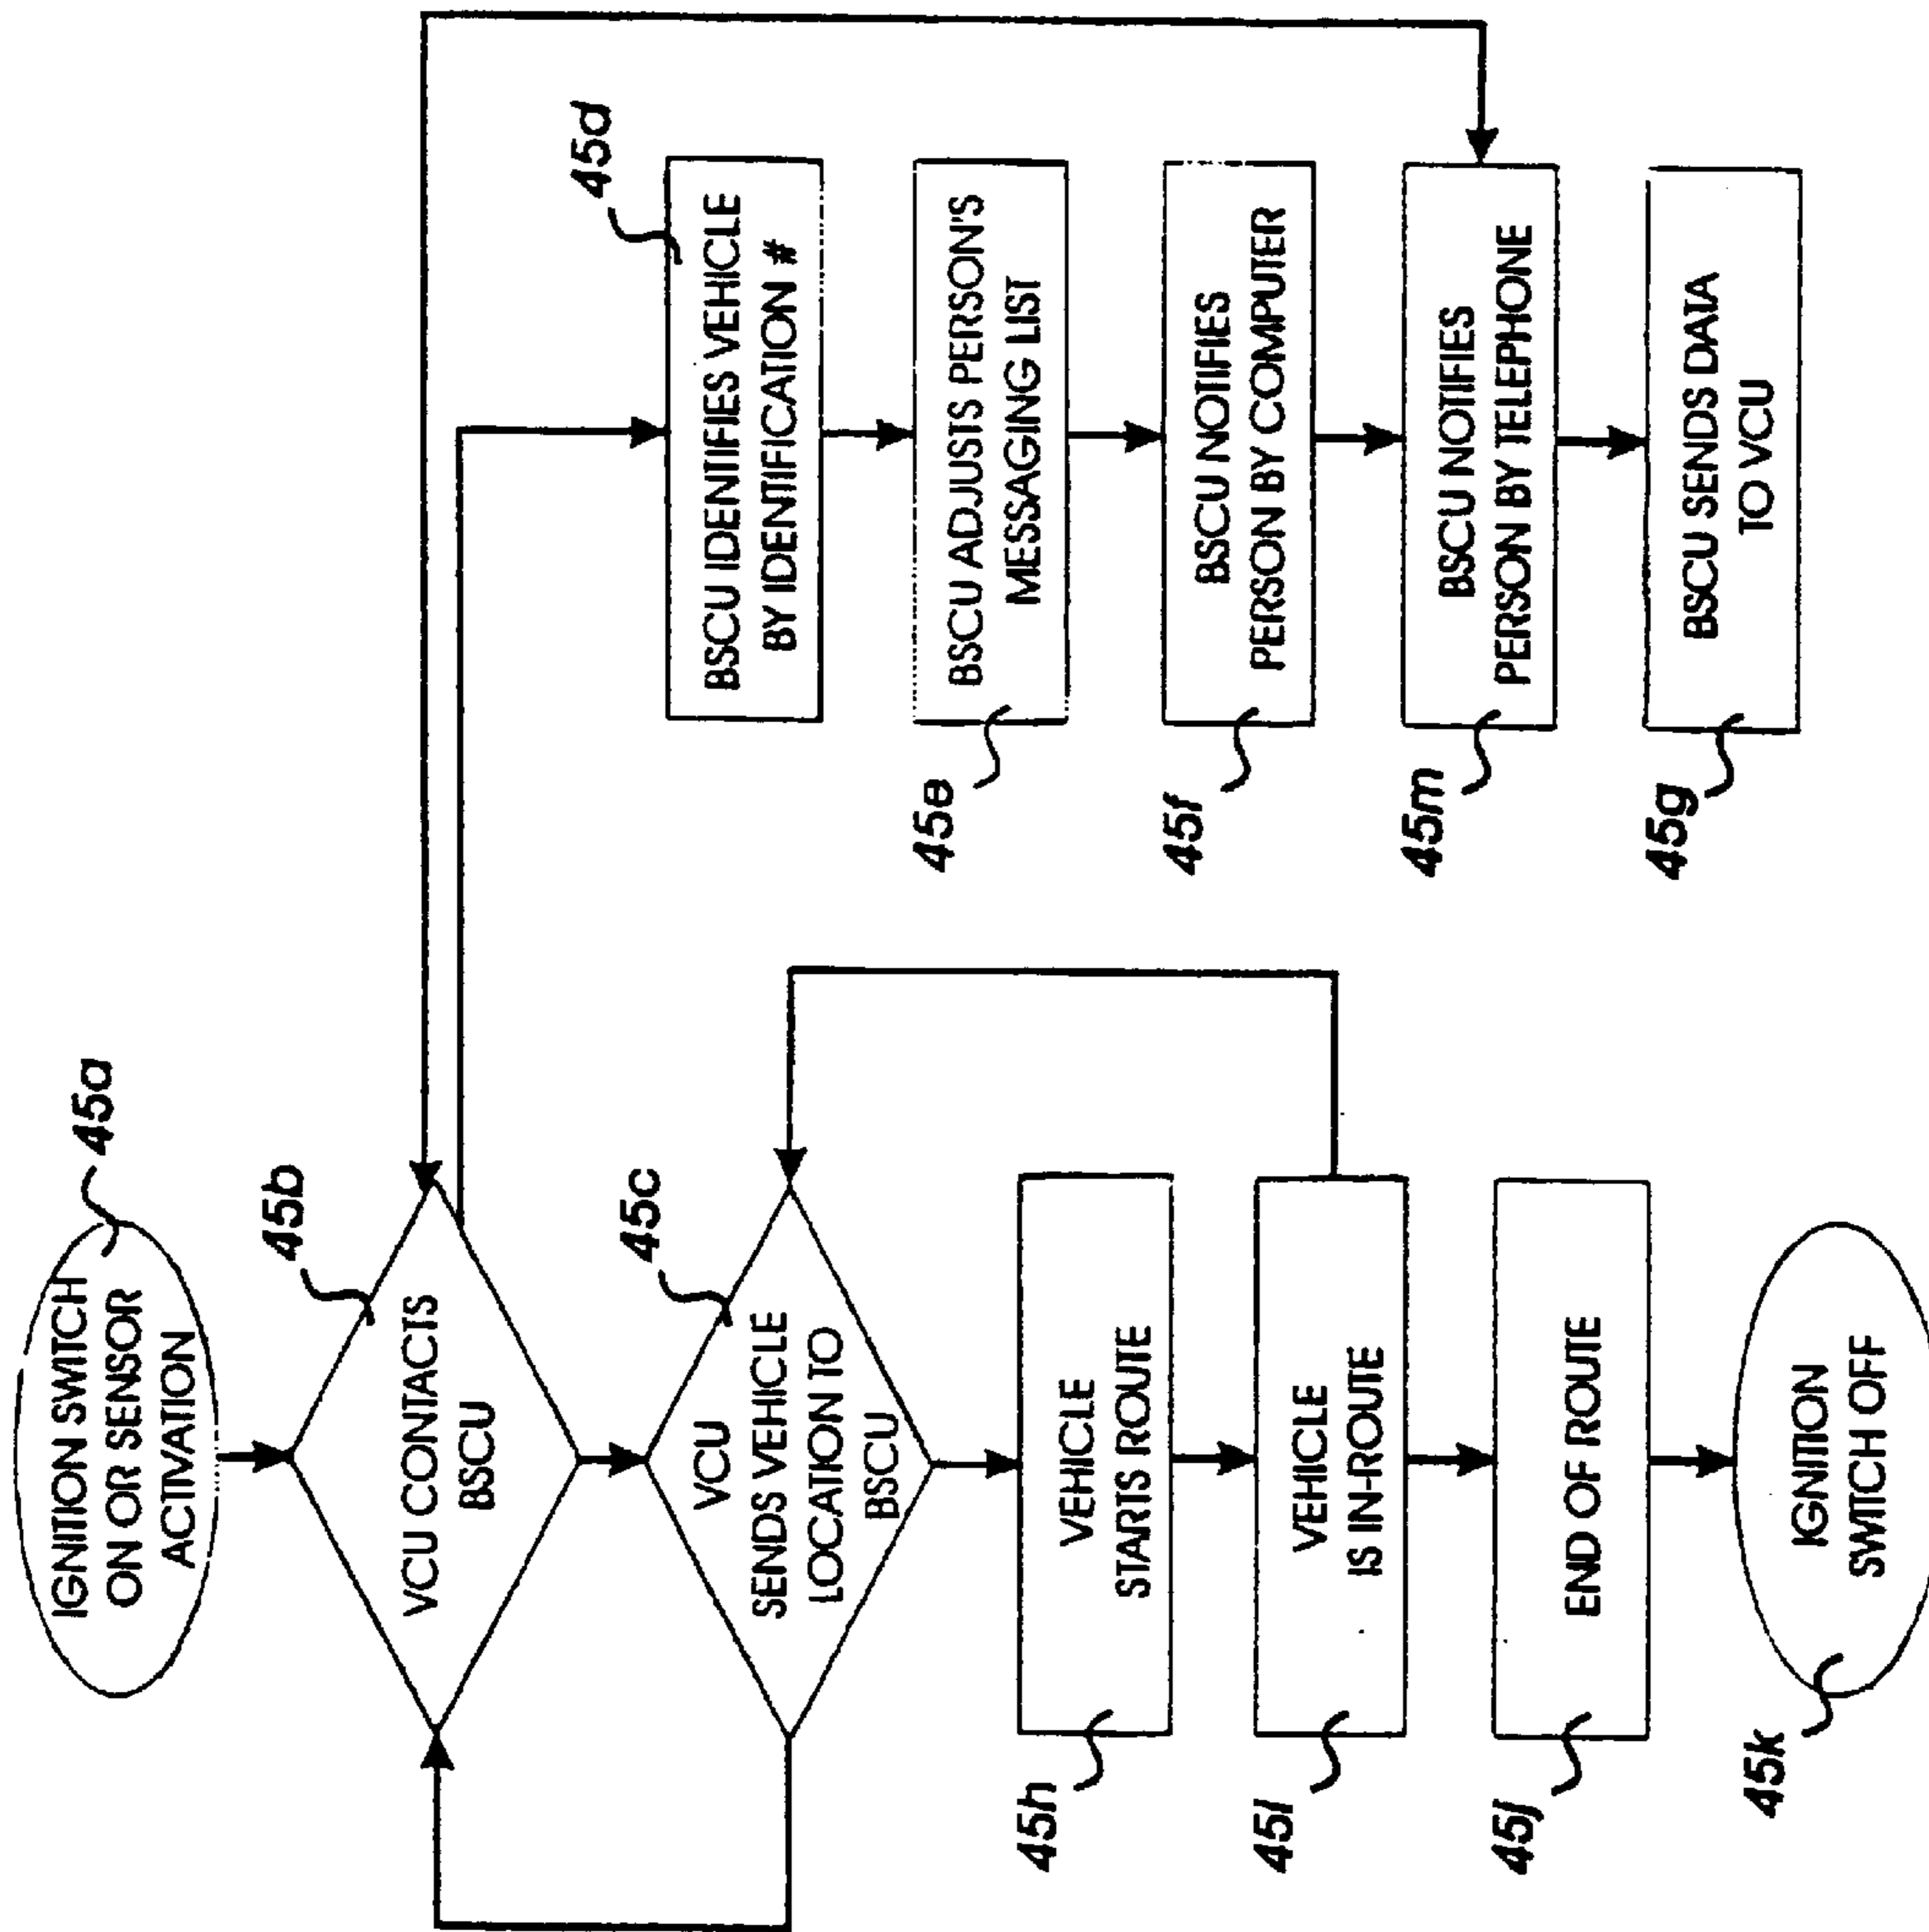 45a
IGNITION SWITCH
ON OR SENSOR
ACTIVATION
45b
VCU CONTACTS
BSCU
45c
VCU
SENDS VEHICLE
LOCATION TO
BSCU
45h
VEHICLE
STARTS ROUTE
45i
VEHICLE
IS IN-ROUTE
45j
END OF ROUTE
45k
IGNITION
SWITCH OFF
45d
BSCU IDENTIFIES VEHICLE
BY IDENTIFICATION #
45e
BSCU ADJUSTS PERSON'S
MESSAGING LIST
45f
BSCU NOTIFIES
PERSON BY COMPUTER
45m
BSCU NOTIFIES
PERSON BY TELEPHONE
45g
BSCU SENDS DATA
TO VCU